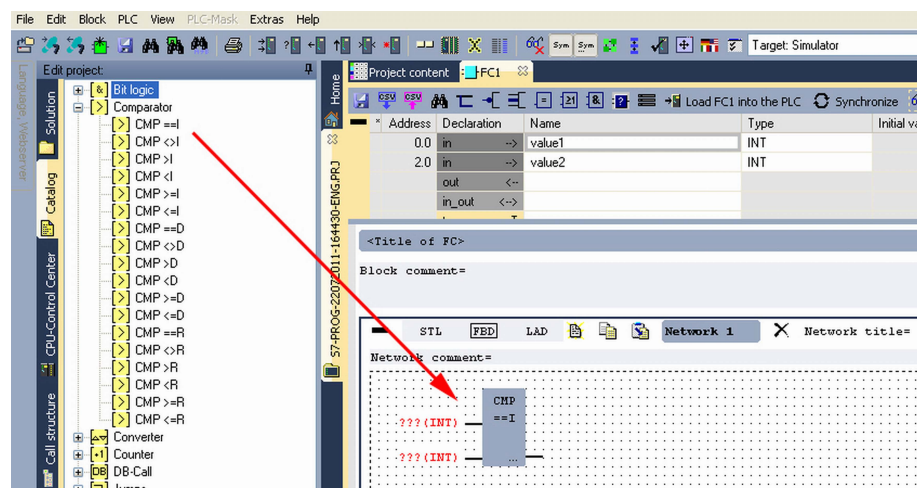 File Edit Block PLC View PLC-Mask Extras Help
Sym Sym Target: Simulator
Language, Webserver
Solution
Catalog
CPU-Control Center
Call structure
Edit project:
Bit logic
Comparator
CMP ==I
CMP <>I
CMP >I
CMP <I
CMP >=I
CMP <=I
CMP ==D
CMP <>D
CMP >D
CMP <D
CMP >=D
CMP <=D
CMP ==R
CMP <>R
CMP >R
CMP <R
CMP >=R
CMP <=R
Converter
Counter
DB-Call
Home
S7-PROG-22072011-164430-ENG.PRJ
Project content FC1
CSV CSV Load FC1 into the PLC Synchronize
Address Declaration Name Type Initial va
0.0 in --> value1 INT
2.0 in --> value2 INT
out <--
in_out <-->
<Title of FC>
Block comment=
STL FBD LAD Network 1 Network title=
Network comment=
CMP
==I
???(INT)
???(INT) ...